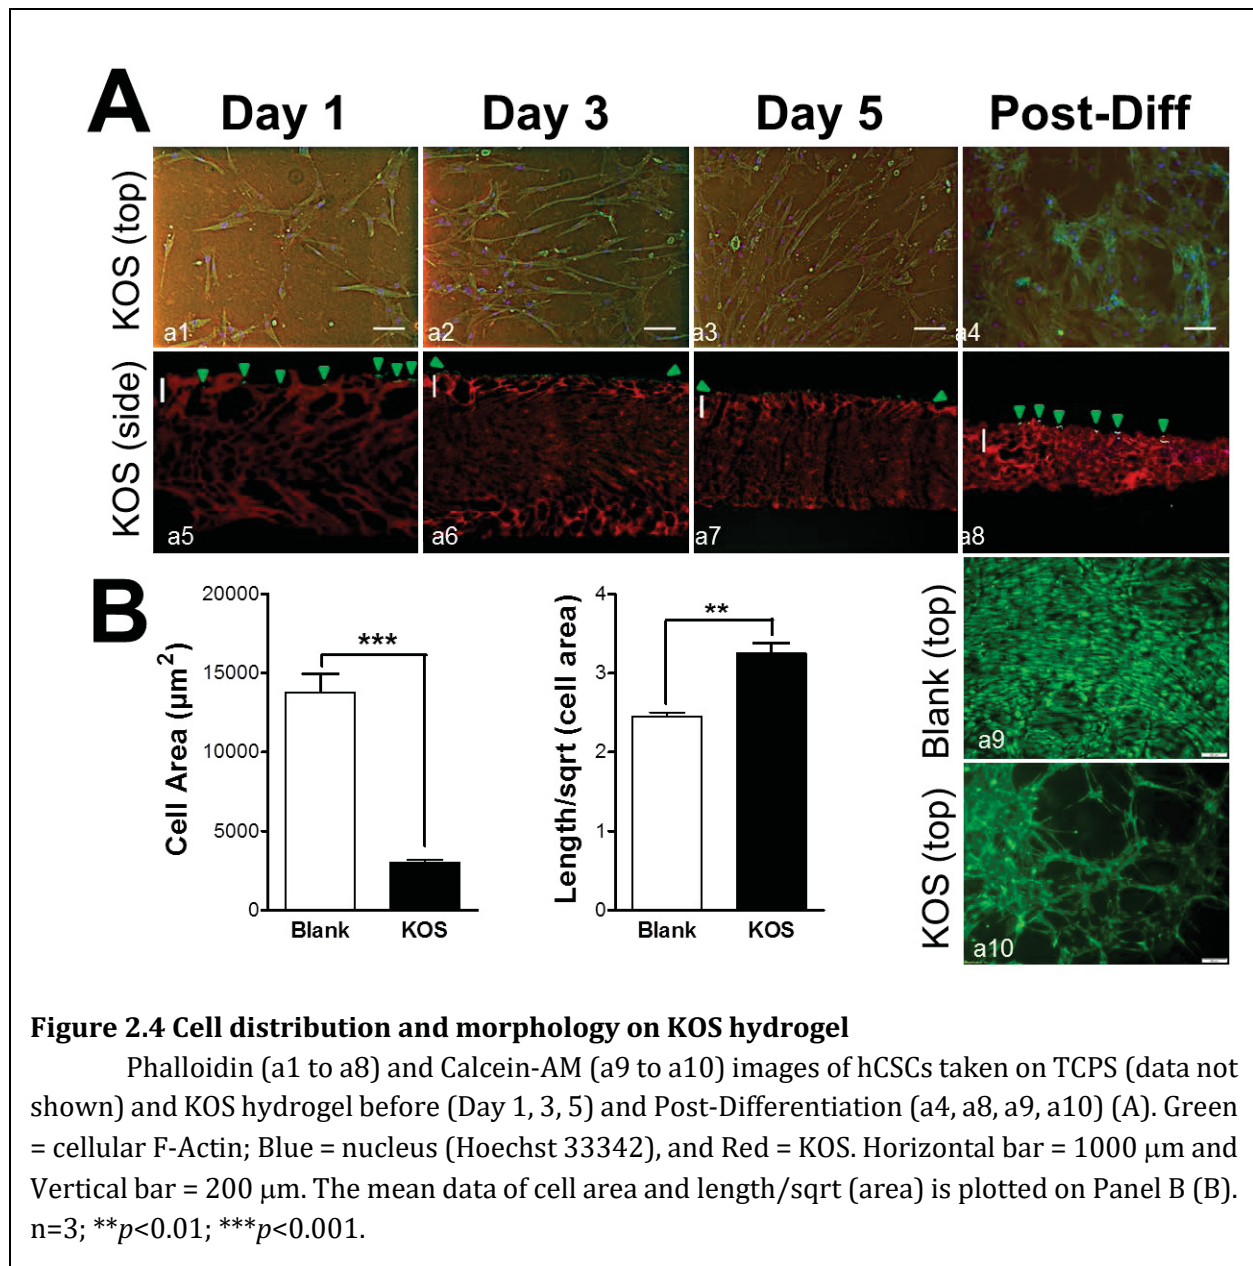 A
Day 1 Day 3 Day 5 Post-Diff
KOS (top)
a1 a2 a3 a4
KOS (side)
a5 a6 a7 a8
B
Cell Area (µm²)
20000
15000
10000
5000
0
***
Blank KOS
Length/sqrt (cell area)
4
3
2
1
0
**
Blank KOS
Blank (top)
a9
KOS (top)
a10
Figure 2.4 Cell distribution and morphology on KOS hydrogel
Phalloidin (a1 to a8) and Calcein-AM (a9 to a10) images of hCSCs taken on TCPS (data not
shown) and KOS hydrogel before (Day 1, 3, 5) and Post-Differentiation (a4, a8, a9, a10) (A). Green
= cellular F-Actin; Blue = nucleus (Hoechst 33342), and Red = KOS. Horizontal bar = 1000 µm and
Vertical bar = 200 µm. The mean data of cell area and length/sqrt (area) is plotted on Panel B (B).
n=3; **p<0.01; ***p<0.001.